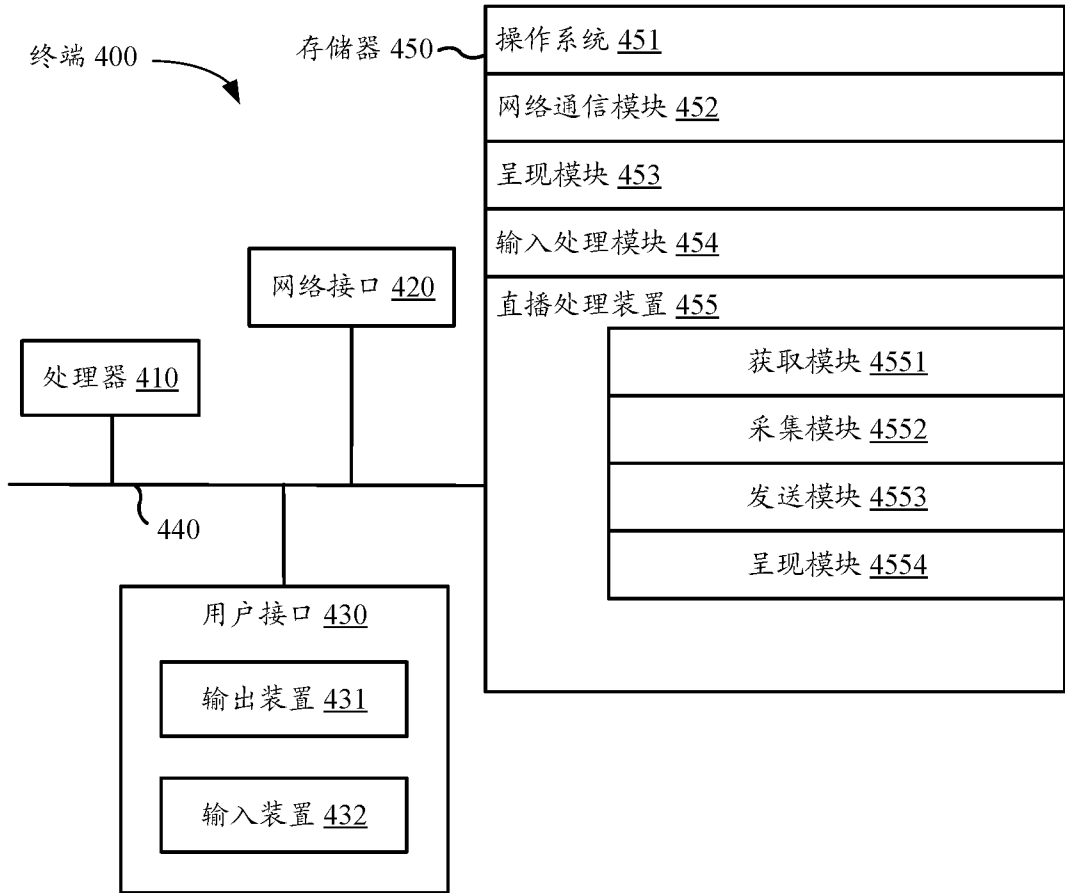 终端 400
存储器 450
操作系统 451
网络通信模块 452
呈现模块 453
输入处理模块 454
直播处理装置 455
获取模块 4551
采集模块 4552
发送模块 4553
呈现模块 4554
网络接口 420
处理器 410
440
用户接口 430
输出装置 431
输入装置 432